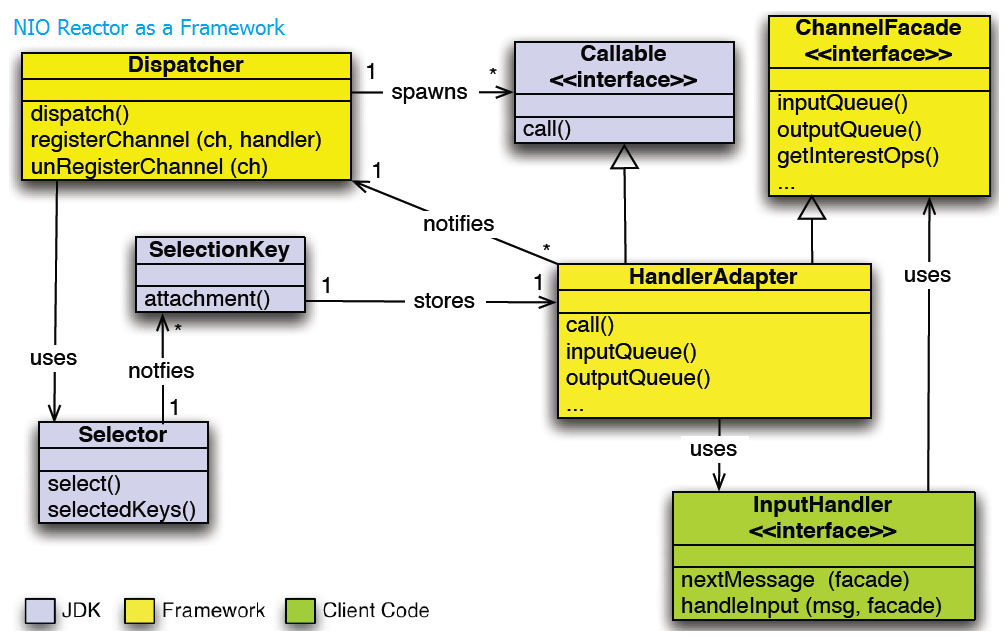 NIO Reactor as a Framework
Dispatcher
dispatch()
registerChannel (ch, handler)
unRegisterChannel (ch)
1
spawns
*
Callable
<<interface>>
call()
ChannelFacade
<<interface>>
inputQueue()
outputQueue()
getInterestOps()
...
1
notifies
*
SelectionKey
attachment()
1
stores
1
HandlerAdapter
call()
inputQueue()
outputQueue()
...
uses
uses
*
notfies
1
Selector
select()
selectedKeys()
uses
InputHandler
<<interface>>
nextMessage (facade)
handleInput (msg, facade)
JDK
Framework
Client Code